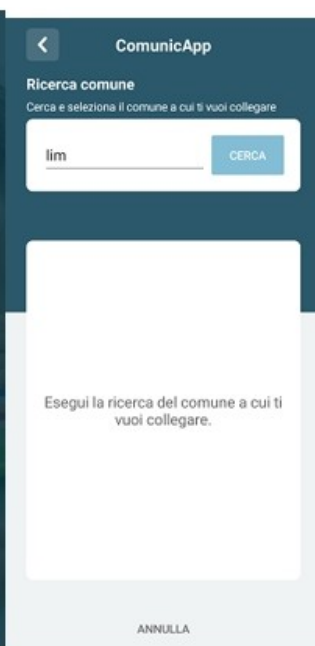 ComunicApp
Ricerca comune
Cerca e seleziona il comune a cui ti vuoi collegare
lim
CERCA
Esegui la ricerca del comune a cui ti
vuoi collegare.
ANNULLA